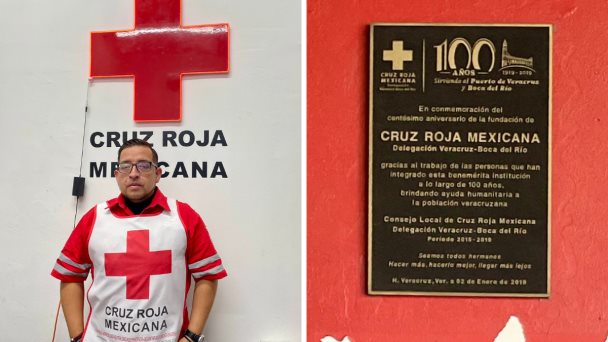 CRUZ ROJA
MEXICANA
CRUZ ROJA
MEXICANA
CRUZ ROJA
MEXICANA
100
AÑOS
1919 - 2019
Sirviendo al Puerto de Veracruz
y Boca del Río
En conmemoración del
centésimo aniversario de la fundación de
CRUZ ROJA MEXICANA
Delegación Veracruz-Boca del Río
gracias al trabajo de las personas que han
integrado esta benemérita institución
a lo largo de 100 años,
brindando ayuda humanitaria a
la población veracruzana
Consejo Local de Cruz Roja Mexicana
Delegación Veracruz-Boca del Río
Periodo 2015-2019
Seamos todos hermanos
Hacer más, hacerlo mejor, llegar más lejos
H. Veracruz, Ver. a 02 de Enero de 2019